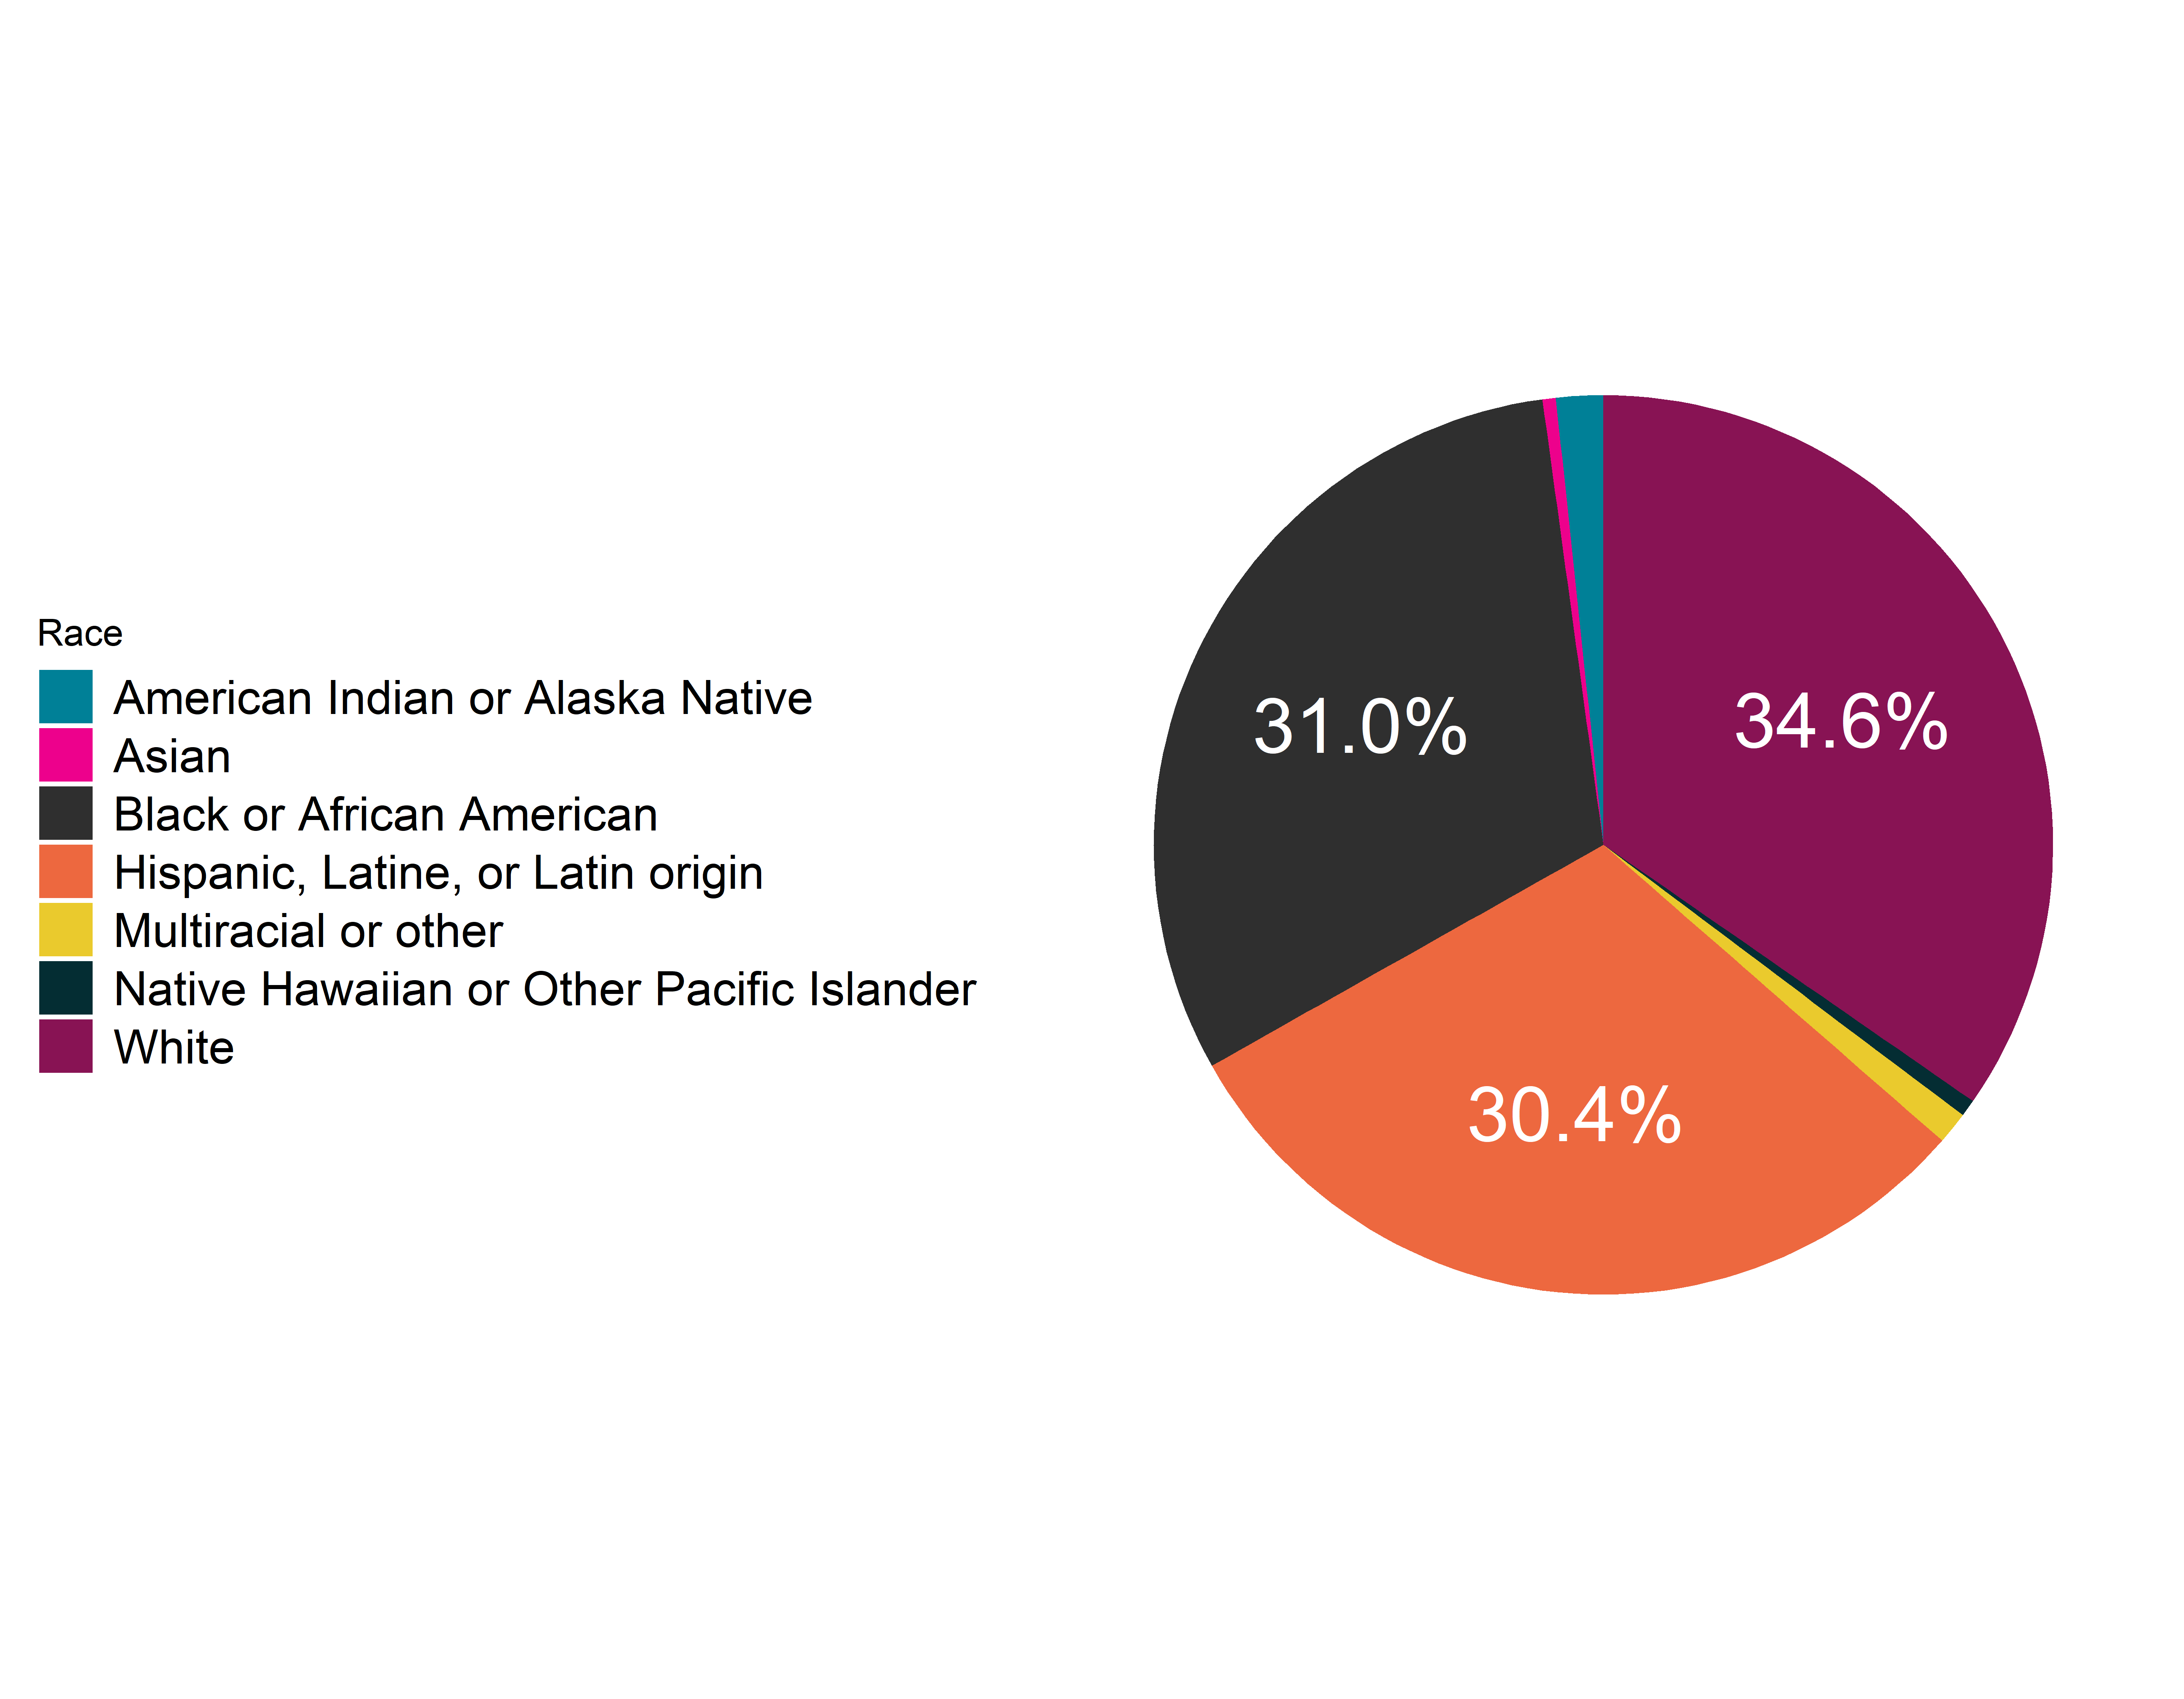 Race
American Indian or Alaska Native
Asian
Black or African American
Hispanic, Latine, or Latin origin
Multiracial or other
Native Hawaiian or Other Pacific Islander
White
31.0%
34.6%
30.4%